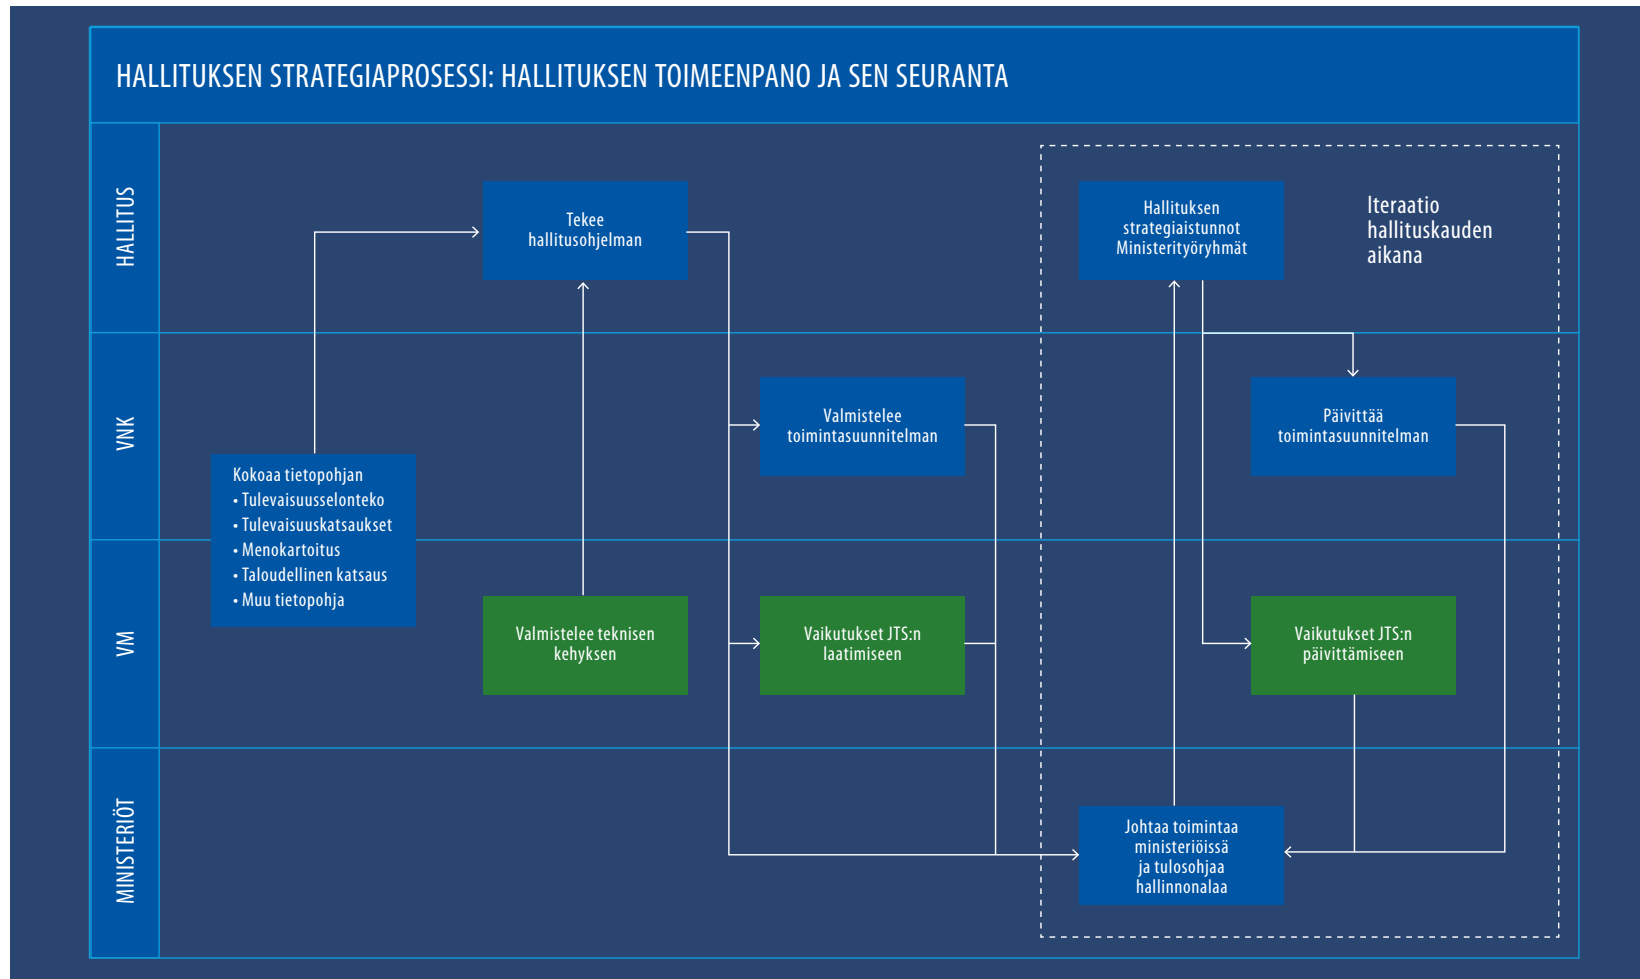 HALLITUKSEN STRATEGIAPROSESSI: HALLITUKSEN TOIMEENPANO JA SEN SEURANTA
HALLITUS
Tekee
hallitusohjelman
Hallituksen
strategiaistunnot
Ministerityöryhmät
Iteraatio
hallituskauden
aikana
VNK
Kokoaa tietopohjan
• Tulevaisuusselonteko
• Tulevaisuuskatsaukset
• Menokartoitus
• Taloudellinen katsaus
• Muu tietopohja
Valmistelee
toimintasuunnitelman
Päivittää
toimintasuunnitelman
VM
Valmistelee teknisen
kehyksen
Vaikutukset JTS:n
laatimiseen
Vaikutukset JTS:n
päivittämiseen
MINISTERIÖT
Johtaa toimintaa
ministeriöissä
ja tulosohjaa
hallinnonalaa